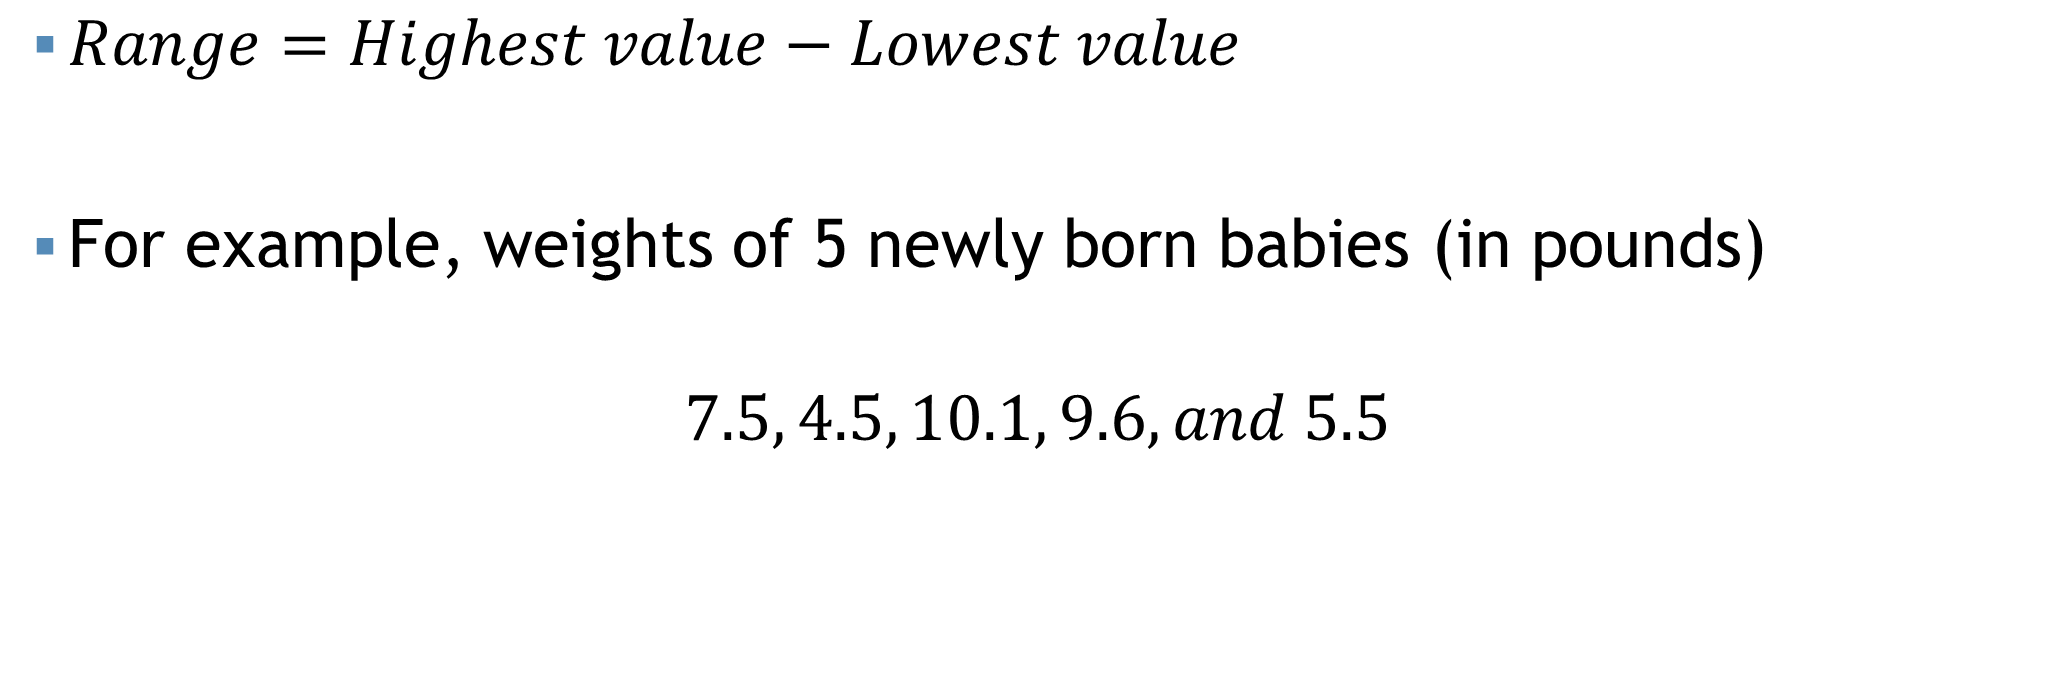 ▪ Range = Highest value − Lowest value
▪ For example, weights of 5 newly born babies (in pounds)
7.5, 4.5, 10.1, 9.6, and 5.5